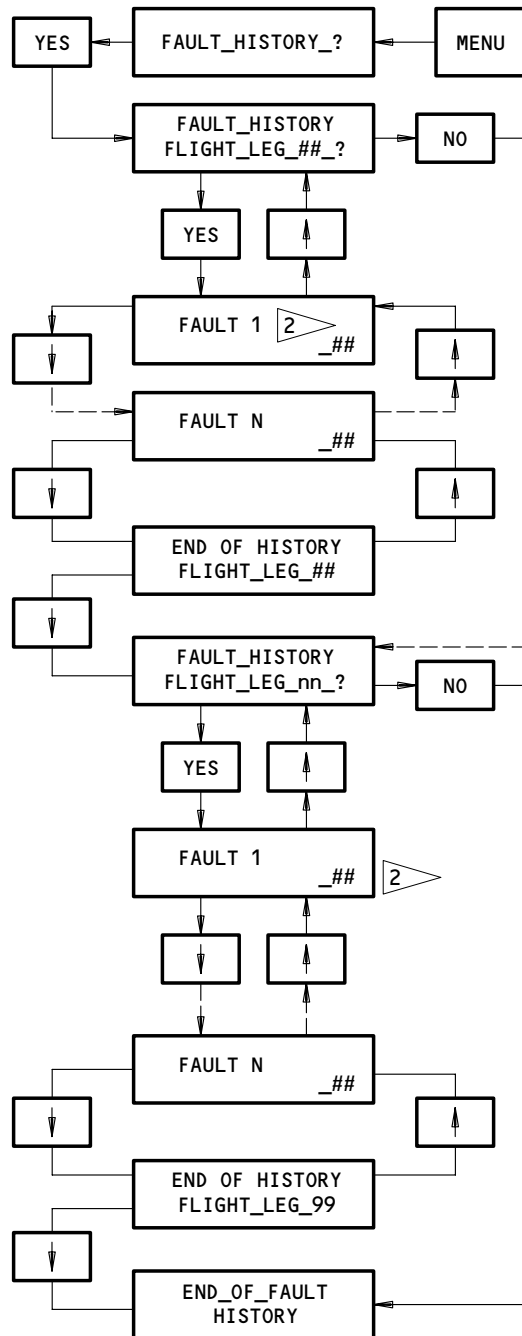 YES
FAULT_HISTORY_?
MENU
FAULT_HISTORY
FLIGHT_LEG_##_?
NO
YES
FAULT 1
2
_##
FAULT N
_##
END OF HISTORY
FLIGHT_LEG_##
FAULT_HISTORY
FLIGHT_LEG_nn_?
NO
YES
FAULT 1
_##
2
FAULT N
_##
END OF HISTORY
FLIGHT_LEG_99
END_OF_FAULT
HISTORY